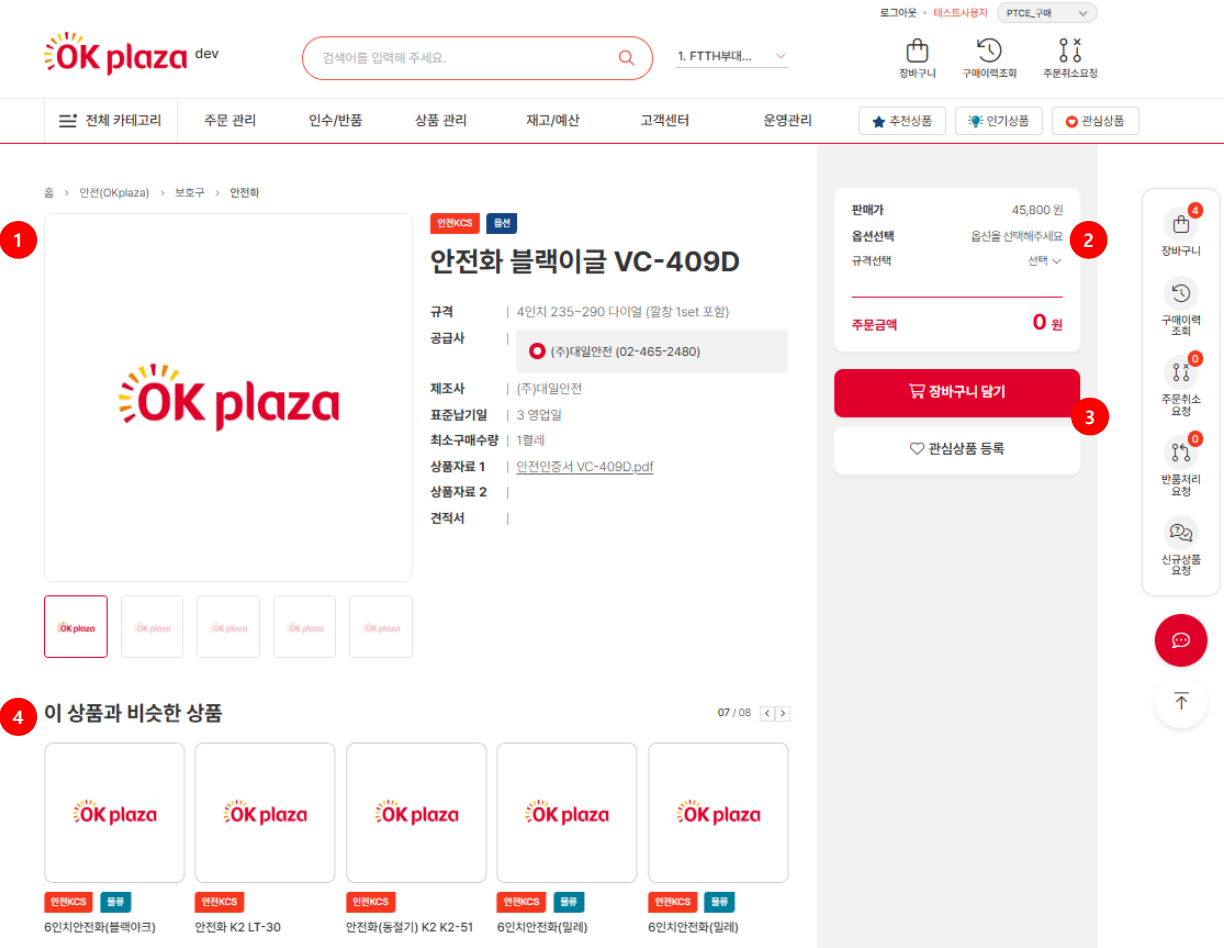 로그아웃 • 테스트사용자 PTCE_구매
OK plaza dev
검색어를 입력해 주세요.
1. FTTH부대...
장바구니 구매이력조회 주문취소요청
전체 카테고리 주문 관리 인수/반품 상품 관리 재고/예산 고객센터 운영관리 추천상품 인기상품 관심상품
홈 > 안전(OKplaza) > 보호구 > 안전화
1
OK plaza
OK plaza OK plaza OK plaza OK plaza OK plaza
안전KCS 옵션
안전화 블랙이글 VC-409D
규격 | 4인치 235~290 다이얼 (깔창 1set 포함)
공급사 | (주)대일안전 (02-465-2480)
제조사 | (주)대일안전
표준납기일 | 3 영업일
최소구매수량 | 1켤레
상품자료 1 | 안전인증서 VC-409D.pdf
상품자료 2 |
견적서 |
판매가 45,800 원
옵션선택 옵션을 선택해주세요
2
규격선택 선택
주문금액 0 원
장바구니 담기
3
관심상품 등록
4
장바구니
구매이력
조회
0
주문취소
요청
0
반품처리
요청
신규상품
요청
4
이 상품과 비슷한 상품
07 / 08 < >
OK plaza OK plaza OK plaza OK plaza OK plaza
안전KCS 물류 안전KCS 안전KCS 안전KCS 물류 안전KCS 물류
6인치안전화(블랙야크) 안전화 K2 LT-30 안전화(동절기) K2 K2-51 6인치안전화(밀레) 6인치안전화(밀레)